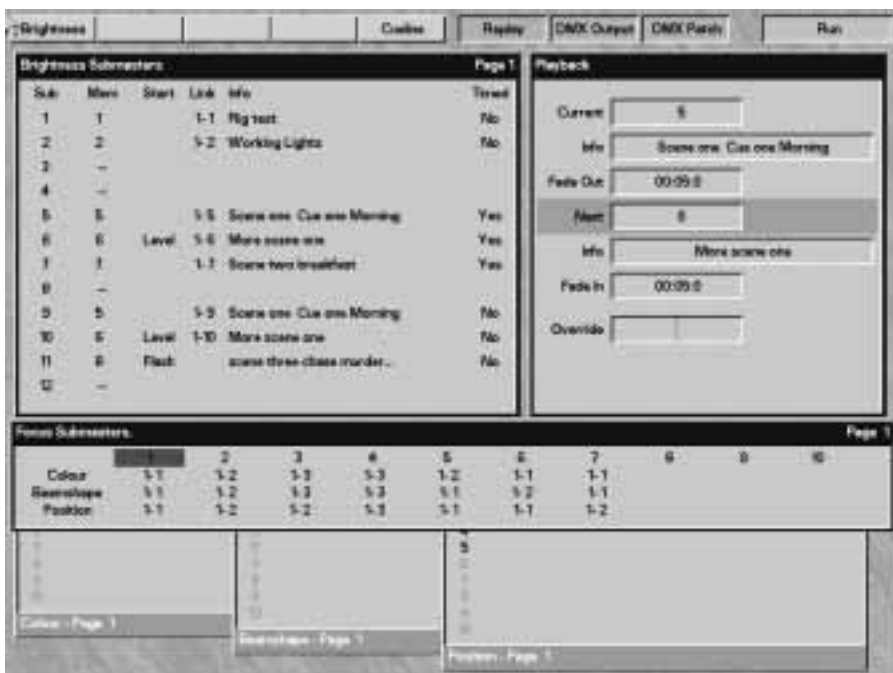 Brightness Replay DMX Output DMX Patch Run
Brightness Submasters Page 1
Sub Mem Start Link Info Timed
1 1 1-1 Rig test No
2 2 1-2 Working Lights No
3 --
4 --
5 5 1-5 Scene one Cue one Morning Yes
6 6 Level 1-6 More scene one Yes
7 7 1-7 Scene two breakfast Yes
8 --
9 5 1-9 Scene one Cue one Morning No
10 6 Level 1-10 More scene one No
11 8 Flash scene three chase murder... No
12 --
Playback
Current 5
Info Scene one Cue one Morning
Fade Out 00:05:0
Next 6
Info More scene one
Fade In 00:05:0
Override
Focus Submasters. Page 1
1 2 3 4 5 6 7 8 9 10
Colour 1-1 1-2 1-3 1-3 1-2 1-1 1-1
Beamshape 1-1 1-2 1-3 1-3 1-1 1-2 1-1
Position 1-1 1-2 1-2 1-3 1-1 1-1 1-2
5
Colour - Page 1
Beamshape - Page 1
Position - Page 1